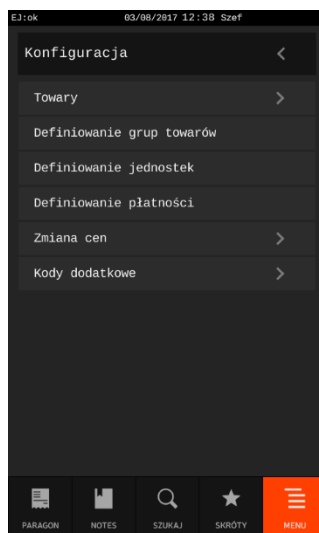 EJ:ok 03/08/2017 12:38 Szef
Konfiguracja
Towary
Definiowanie grup towarów
Definiowanie jednostek
Definiowanie płatności
Zmiana cen
Kody dodatkowe
PARAGON NOTES SZUKAJ SKRÓTY MENU